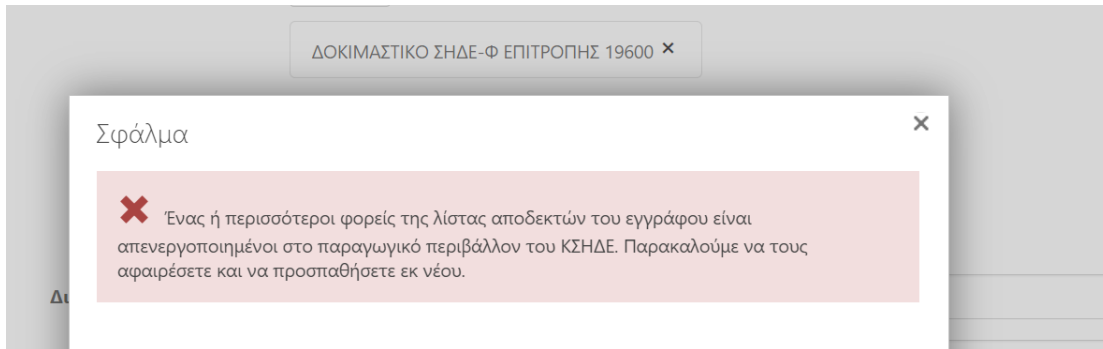 ΔΟΚΙΜΑΣΤΙΚΟ ΣΗΔΕ-Φ ΕΠΙΤΡΟΠΗΣ 19600 ×
Σφάλμα ×
Ένας ή περισσότεροι φορείς της λίστας αποδεκτών του εγγράφου είναι
απενεργοποιημένοι στο παραγωγικό περιβάλλον του ΚΣΗΔΕ. Παρακαλούμε να τους
αφαιρέσετε και να προσπαθήσετε εκ νέου.